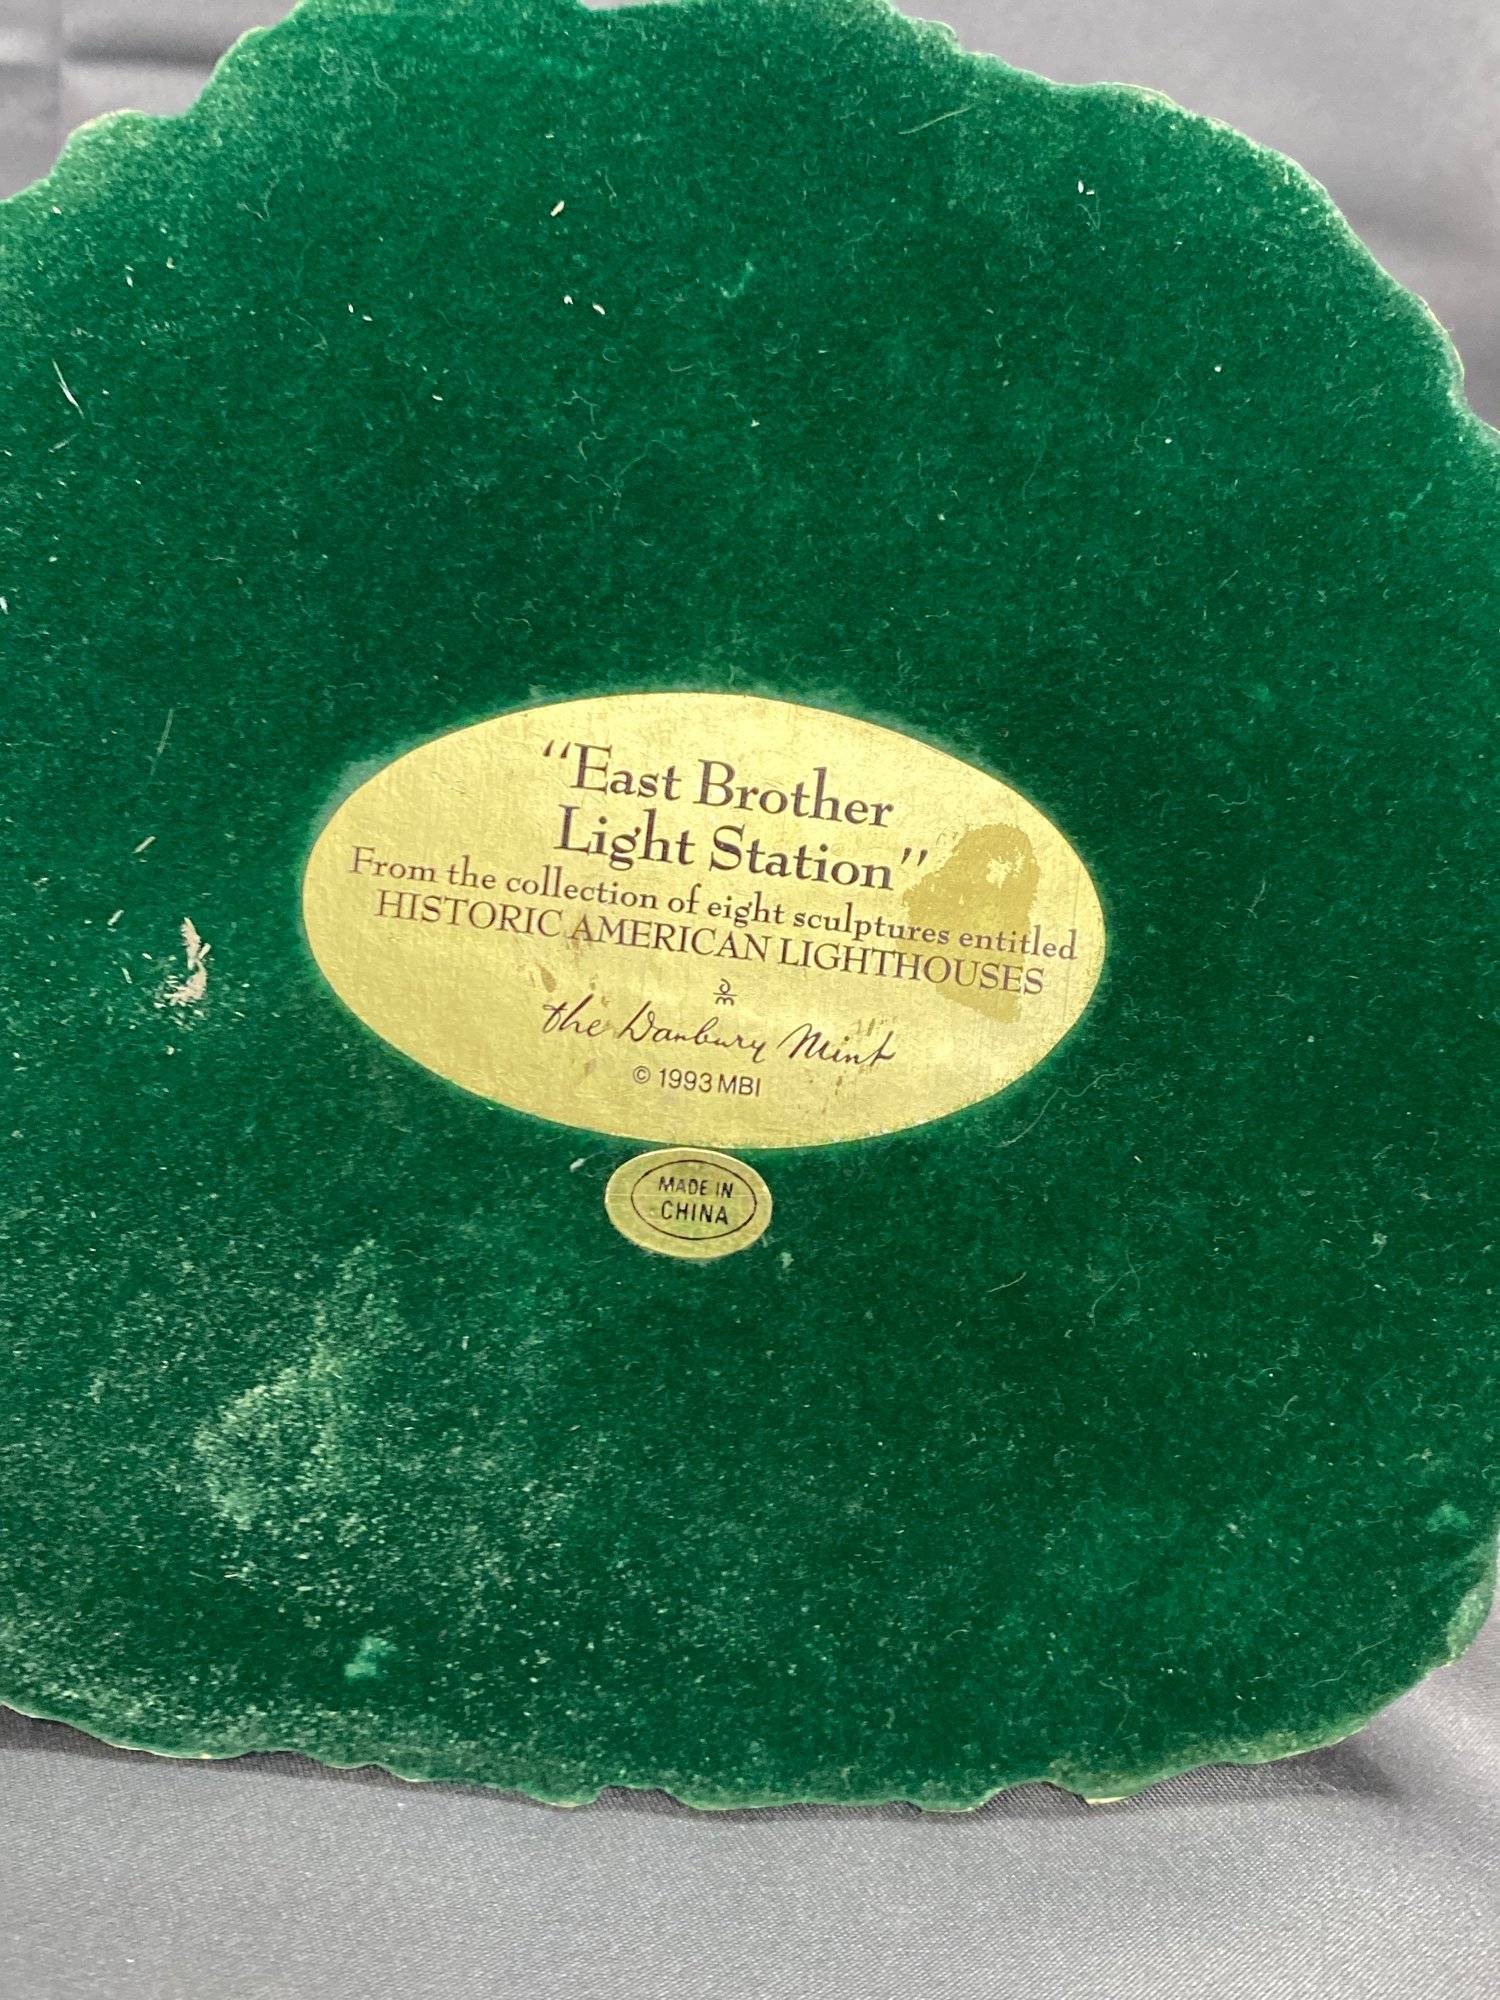 “East Brother
Light Station”
From the collection of eight sculptures entitled
HISTORIC AMERICAN LIGHTHOUSES
the Danbury Mint
© 1993 MBI
MADE IN
CHINA